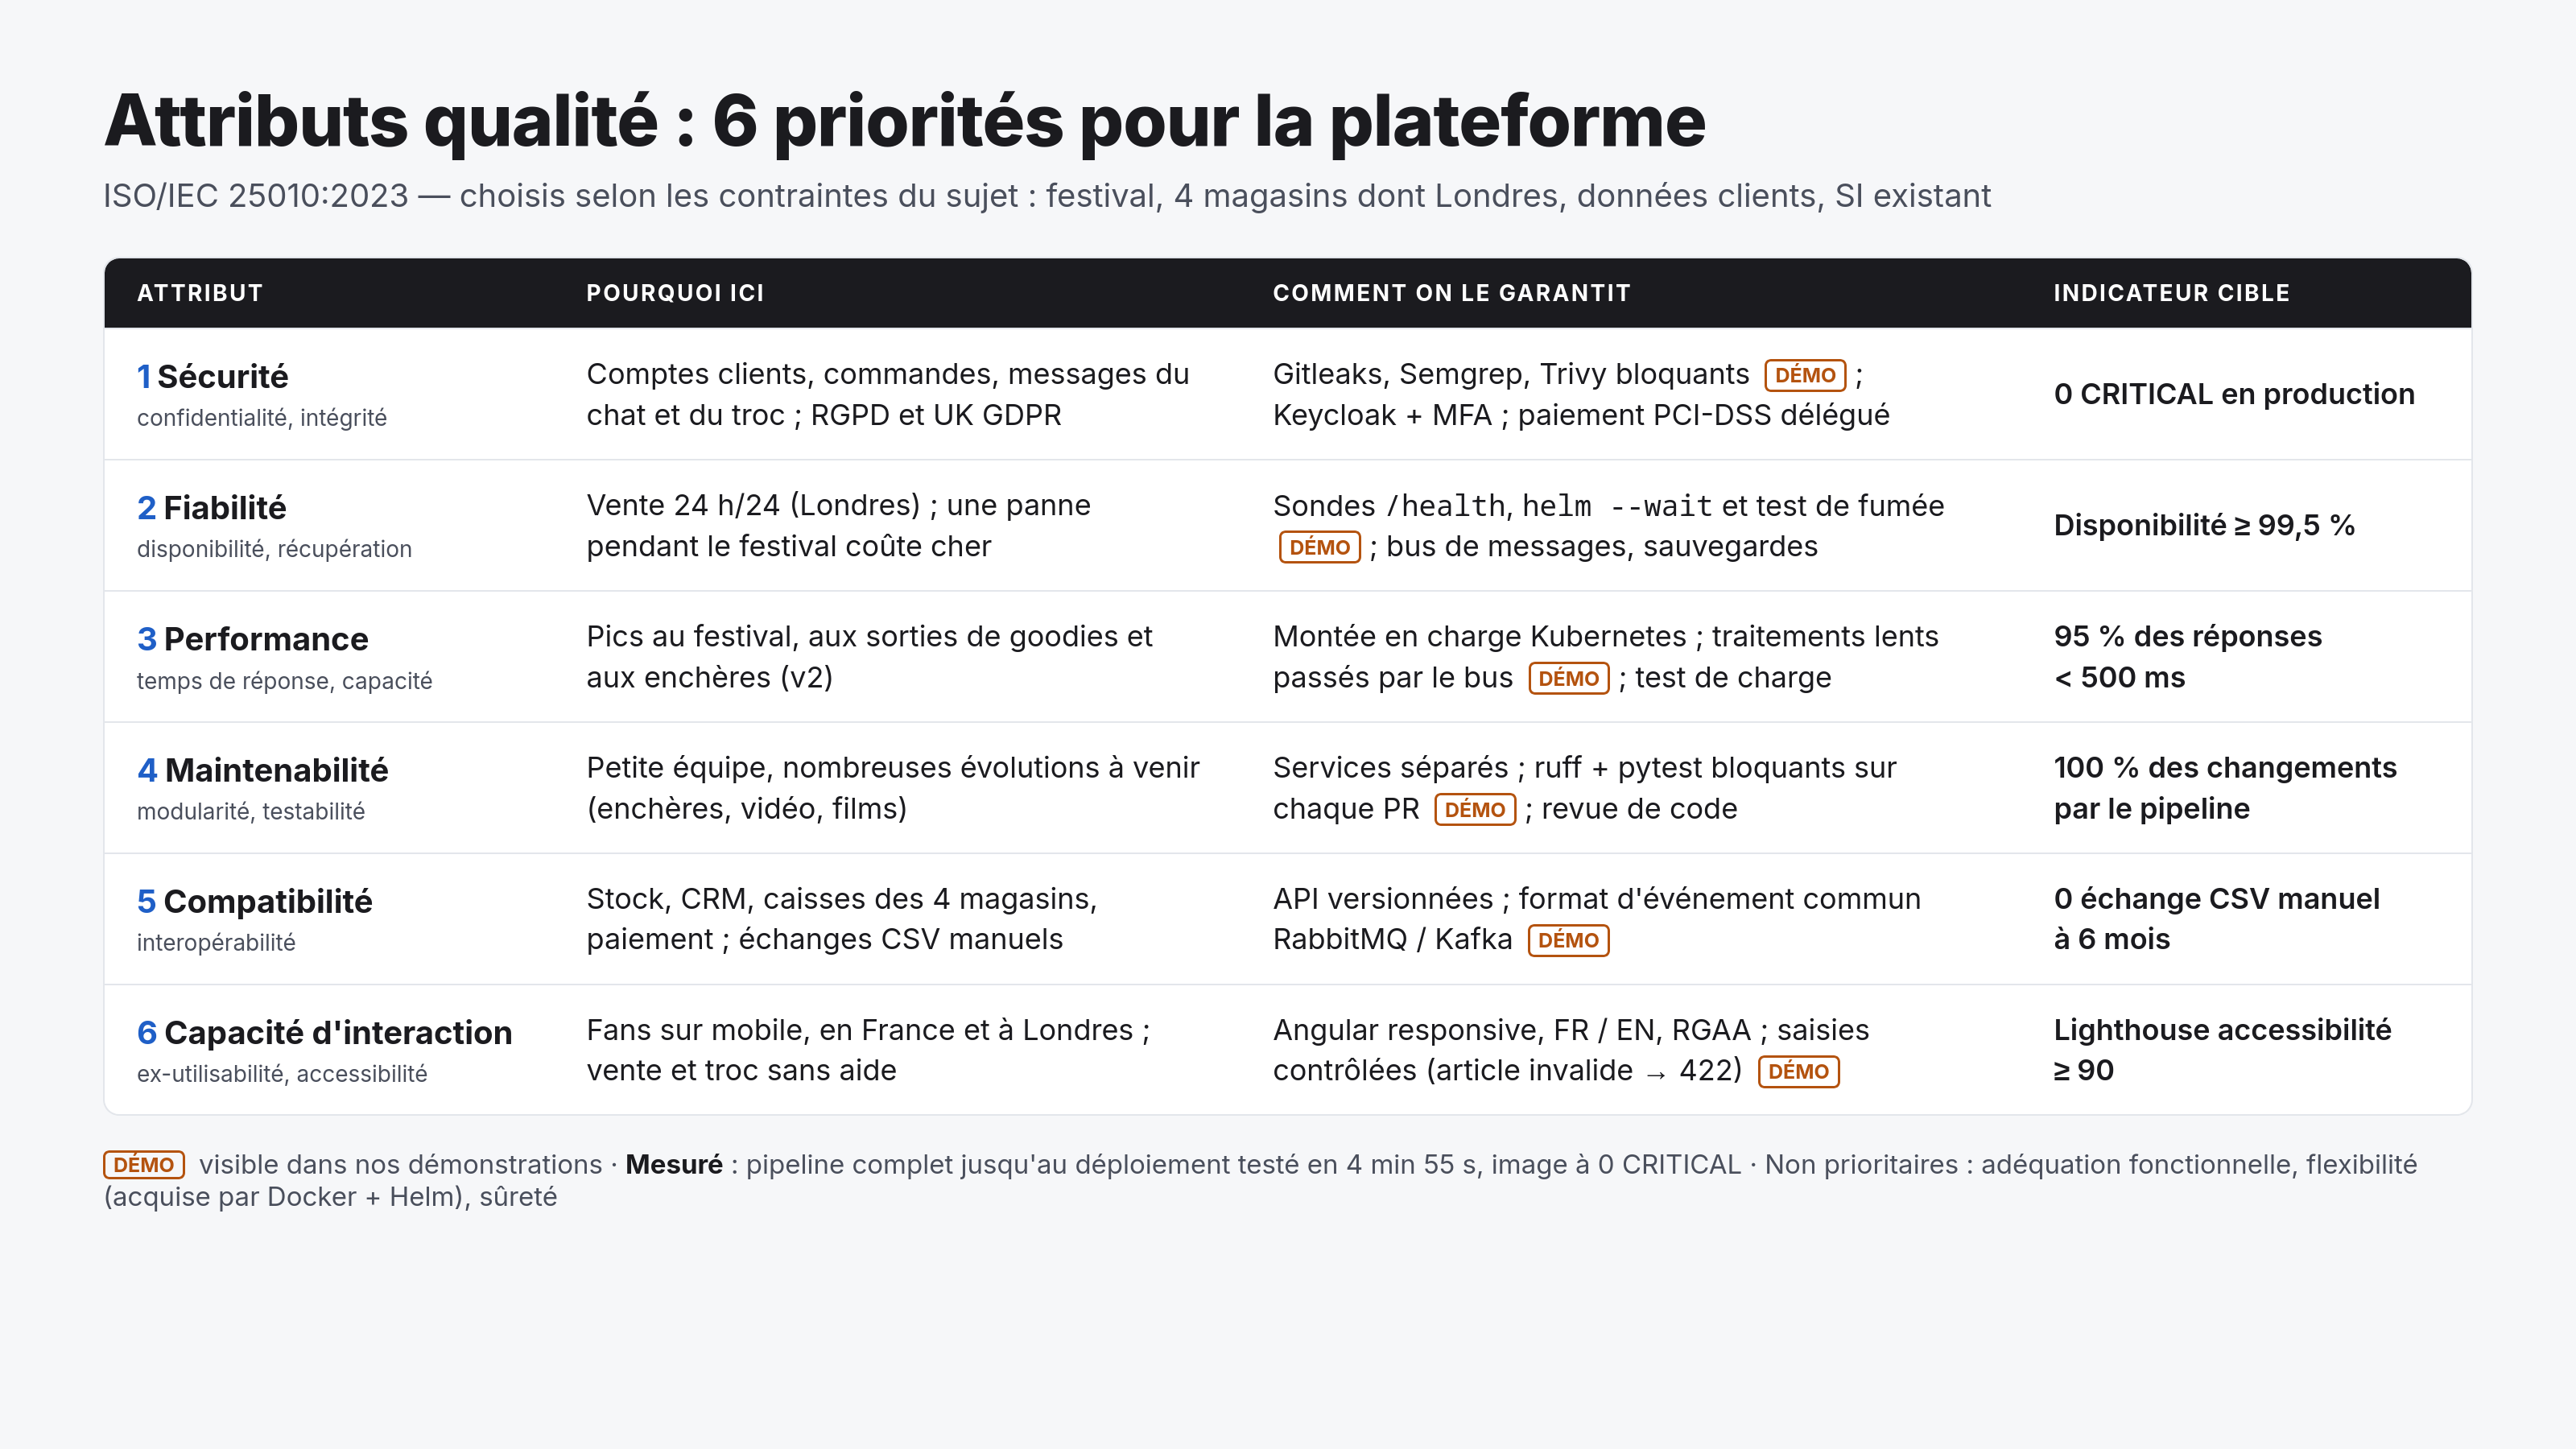 Attributs qualité : 6 priorités pour la plateforme
ISO/IEC 25010:2023 — choisis selon les contraintes du sujet : festival, 4 magasins dont Londres, données clients, SI existant
ATTRIBUT
POURQUOI ICI
COMMENT ON LE GARANTIT
INDICATEUR CIBLE
1 Sécurité
confidentialité, intégrité
Comptes clients, commandes, messages du
chat et du troc ; RGPD et UK GDPR
Gitleaks, Semgrep, Trivy bloquants DÉMO ;
Keycloak + MFA ; paiement PCI-DSS délégué
0 CRITICAL en production
2 Fiabilité
disponibilité, récupération
Vente 24 h/24 (Londres) ; une panne
pendant le festival coûte cher
Sondes /health, helm --wait et test de fumée
DÉMO ; bus de messages, sauvegardes
Disponibilité ≥ 99,5 %
3 Performance
temps de réponse, capacité
Pics au festival, aux sorties de goodies et
aux enchères (v2)
Montée en charge Kubernetes ; traitements lents
passés par le bus DÉMO ; test de charge
95 % des réponses
< 500 ms
4 Maintenabilité
modularité, testabilité
Petite équipe, nombreuses évolutions à venir
(enchères, vidéo, films)
Services séparés ; ruff + pytest bloquants sur
chaque PR DÉMO ; revue de code
100 % des changements
par le pipeline
5 Compatibilité
interopérabilité
Stock, CRM, caisses des 4 magasins,
paiement ; échanges CSV manuels
API versionnées ; format d'événement commun
RabbitMQ / Kafka DÉMO
0 échange CSV manuel
à 6 mois
6 Capacité d'interaction
ex-utilisabilité, accessibilité
Fans sur mobile, en France et à Londres ;
vente et troc sans aide
Angular responsive, FR / EN, RGAA ; saisies
contrôlées (article invalide → 422) DÉMO
Lighthouse accessibilité
≥ 90
DÉMO visible dans nos démonstrations · Mesuré : pipeline complet jusqu'au déploiement testé en 4 min 55 s, image à 0 CRITICAL · Non prioritaires : adéquation fonctionnelle, flexibilité
(acquise par Docker + Helm), sûreté